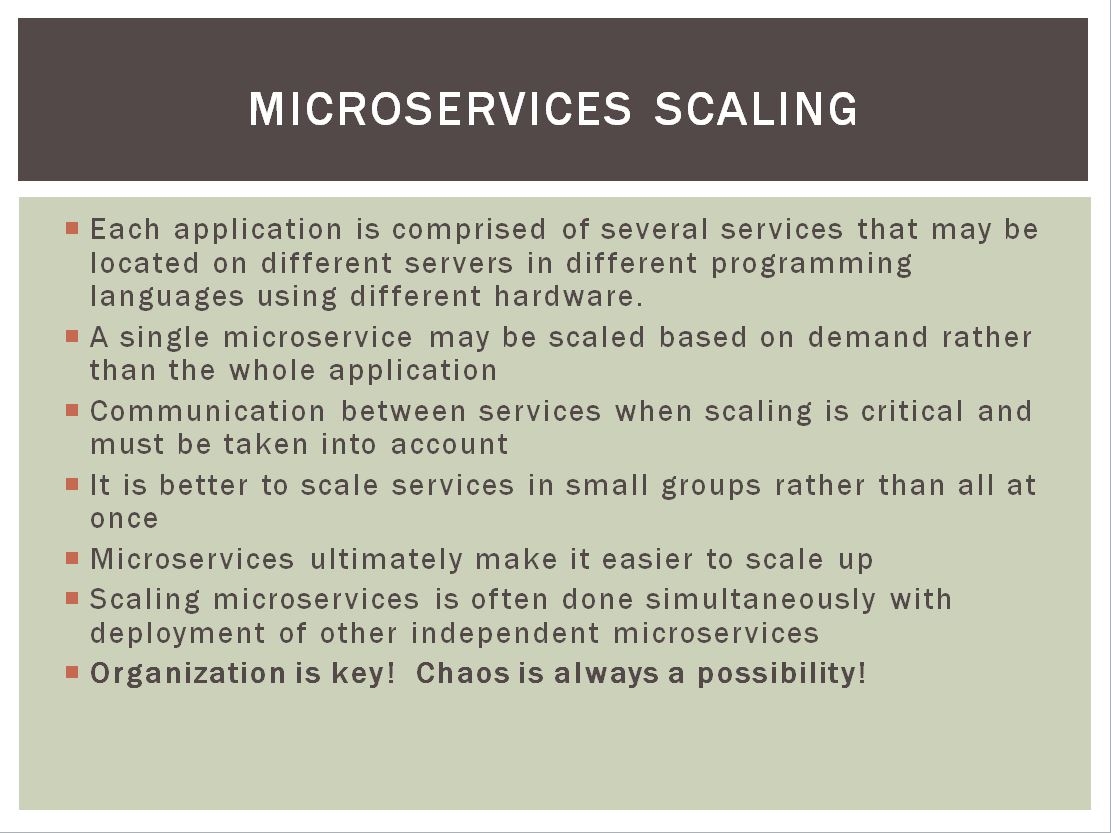 MICROSERVICES SCALING
Each application is comprised of several services that may be
located on different servers in different programming
languages using different hardware.
A single microservice may be scaled based on demand rather
than the whole application
Communication between services when scaling is critical and
must be taken into account
It is better to scale services in small groups rather than all at
once
Microservices ultimately make it easier to scale up
Scaling microservices is often done simultaneously with
deployment of other independent microservices
Organization is key!  Chaos is always a possibility!